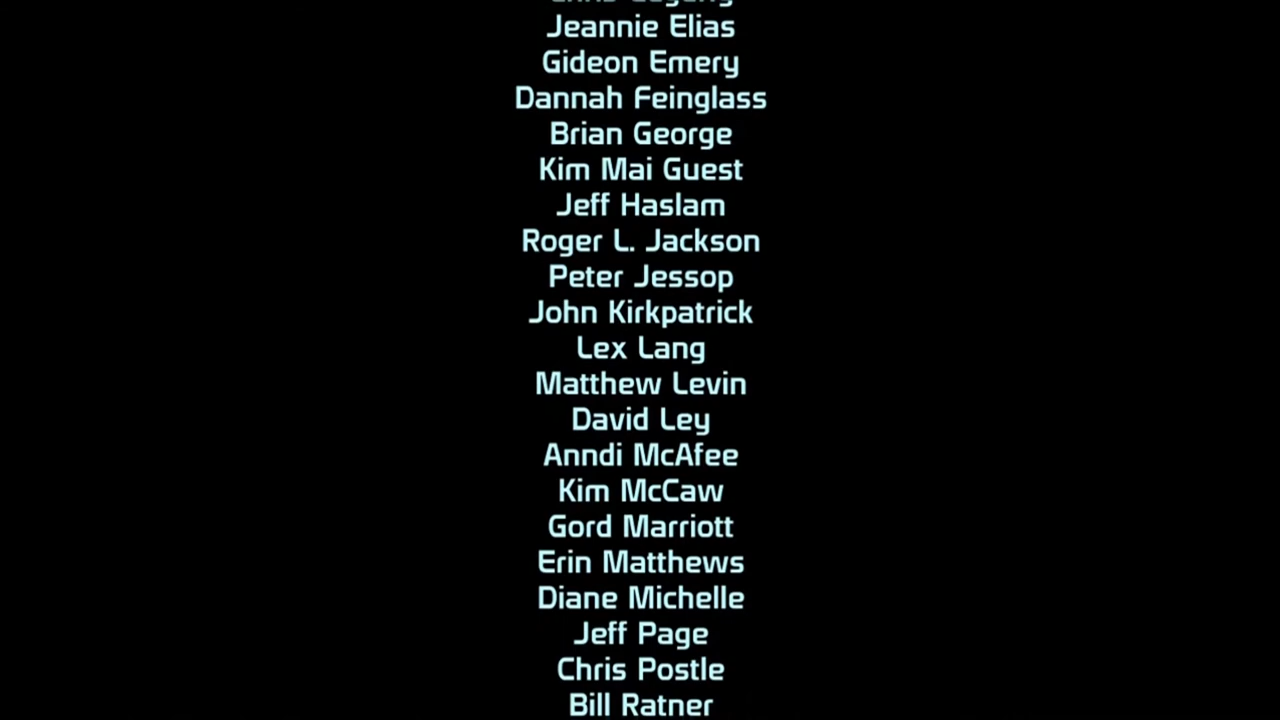 Jeannie Elias
Gideon Emery
Dannah Feinglass
Brian George
Kim Mai Guest
Jeff Haslam
Roger L. Jackson
Peter Jessop
John Kirkpatrick
Lex Lang
Matthew Levin
David Ley
Anndi McAfee
Kim McCaw
Gord Marriott
Erin Matthews
Diane Michelle
Jeff Page
Chris Postle
Bill Ratner